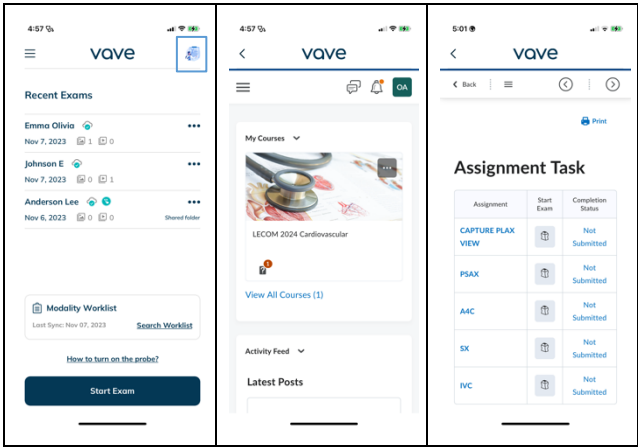 4:57
vave
Recent Exams
Emma Olivia
Nov 7, 2023 1 0
Johnson E
Nov 7, 2023 0 1
Anderson Lee
Nov 6, 2023 0 0 Shared folder
Modality Worklist
Last Sync: Nov 07, 2023 Search Worklist
How to turn on the probe?
Start Exam
4:57
vave
OA
My Courses
LECOM 2024 Cardiovascular
1
View All Courses (1)
Activity Feed
Latest Posts
5:01
vave
Back
Print
Assignment Task
Assignment Start Exam Completion Status
CAPTURE PLAX VIEW Not Submitted
PSAX Not Submitted
A4C Not Submitted
SX Not Submitted
IVC Not Submitted